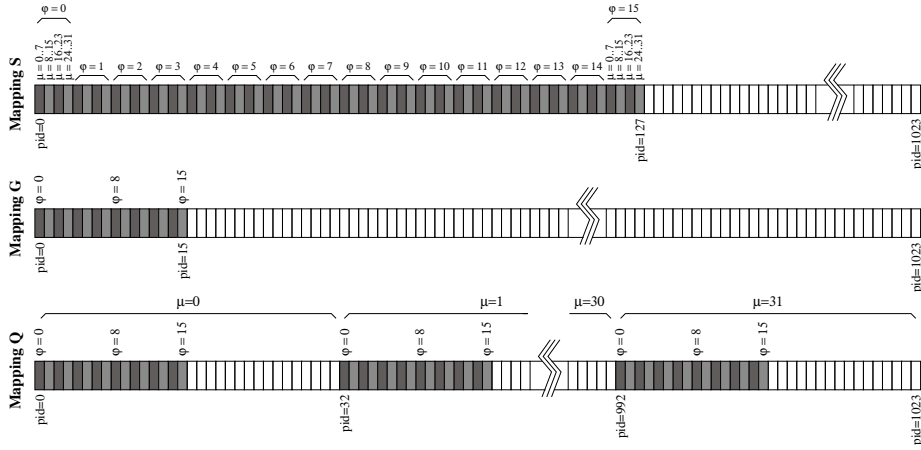 φ = 0
φ = 15
μ = 0..7
μ = 8..15
μ = 16..23
μ = 24..31
φ = 1
φ = 2
φ = 3
φ = 4
φ = 5
φ = 6
φ = 7
φ = 8
φ = 9
φ = 10
φ = 11
φ = 12
φ = 13
φ = 14
μ = 0..7
μ = 8..15
μ = 16..23
μ = 24..31
Mapping S
pid=0
pid=127
pid=1023
φ = 0
φ = 8
φ = 15
Mapping G
pid=0
pid=15
pid=1023
μ=0
μ=1
μ=30
μ=31
φ = 0
φ = 8
φ = 15
φ = 0
φ = 8
φ = 15
φ = 0
φ = 8
φ = 15
Mapping Q
pid=0
pid=32
pid=992
pid=1023